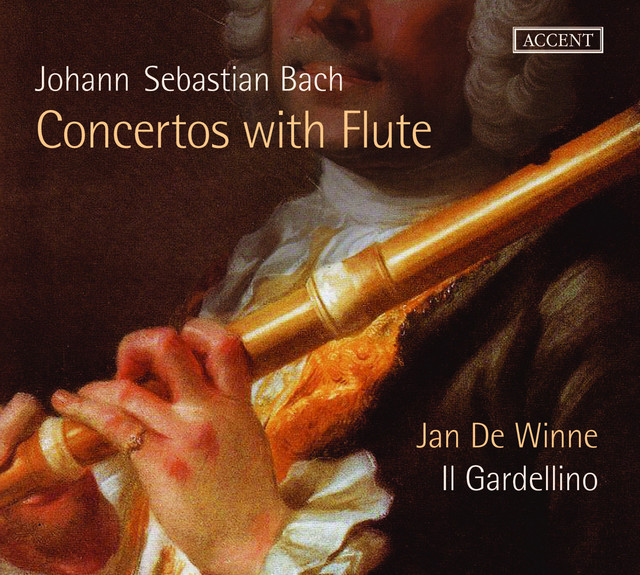 ACCENT
Johann Sebastian Bach
Concertos with Flute
Jan De Winne
Il Gardellino